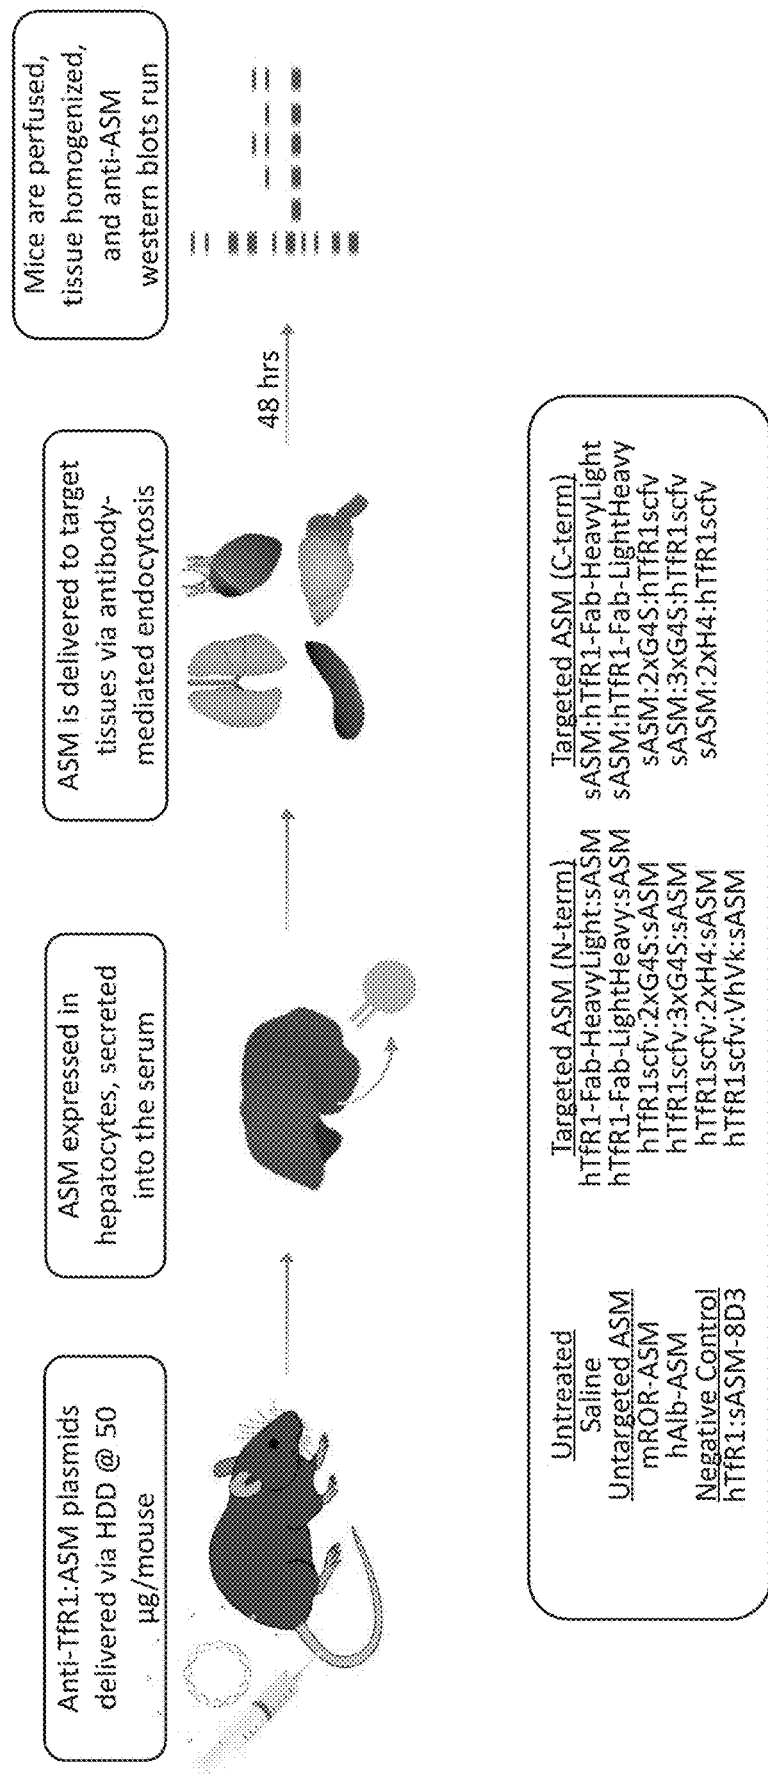 Anti-TfR1:ASM plasmids
delivered via HDD @ 50
µg/mouse
ASM expressed in
hepatocytes, secreted
into the serum
ASM is delivered to target
tissues via antibody-
mediated endocytosis
48 hrs
Mice are perfused,
tissue homogenized,
and anti-ASM
western blots run
Untreated
Saline
Untargeted ASM
mROR-ASM
hAlb-ASM
Negative Control
hTfR1:sASM-8D3
Targeted ASM (N-term)
hTfR1-Fab-HeavyLight:sASM
hTfR1-Fab-LightHeavy:sASM
hTfR1scfv:2xG4S:sASM
hTfR1scfv:3xG4S:sASM
hTfR1scfv:2xH4:sASM
hTfR1scfv:VhVk:sASM
Targeted ASM (C-term)
sASM:hTfR1-Fab-HeavyLight
sASM:hTfR1-Fab-LightHeavy
sASM:2xG4S:hTfR1scfv
sASM:3xG4S:hTfR1scfv
sASM:2xH4:hTfR1scfv